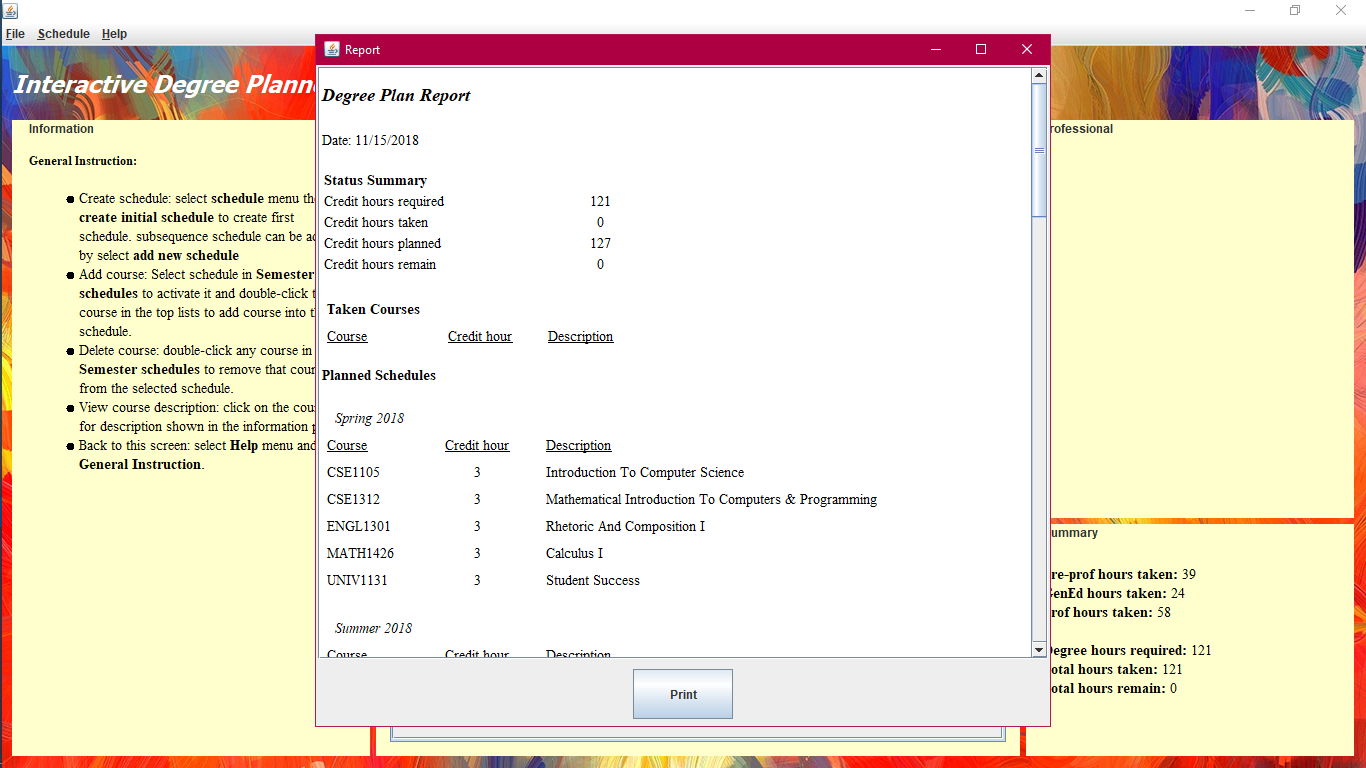 File Schedule Help
Interactive Degree
Information
General Instruction:
Create schedule: select schedule menu
create initial schedule to create first
schedule. subsequence schedule can be
by select add new schedule
Add course: Select schedule in Semester
schedules to activate it and double-click
course in the top lists to add course into
schedule.
Delete course: double-click any course in
Semester schedules to remove that
from the selected schedule.
View course description: click on the
for description shown in the information
Back to this screen: select Help menu and
General Instruction.
Report
Degree Plan Report
Date: 11/15/2018
Status Summary
Credit hours required 121
Credit hours taken 0
Credit hours planned 127
Credit hours remain 0
Taken Courses
Course Credit hour Description
Planned Schedules
Spring 2018
Course Credit hour Description
CSE1105 3 Introduction To Computer Science
CSE1312 3 Mathematical Introduction To Computers & Programming
ENGL1301 3 Rhetoric And Composition I
MATH1426 3 Calculus I
UNIV1131 3 Student Success
Summer 2018
Course Credit hour Description
Print
rofessional
ummary
re-prof hours taken: 39
GenEd hours taken: 24
rof hours taken: 58
Degree hours required: 121
otal hours taken: 121
otal hours remain: 0